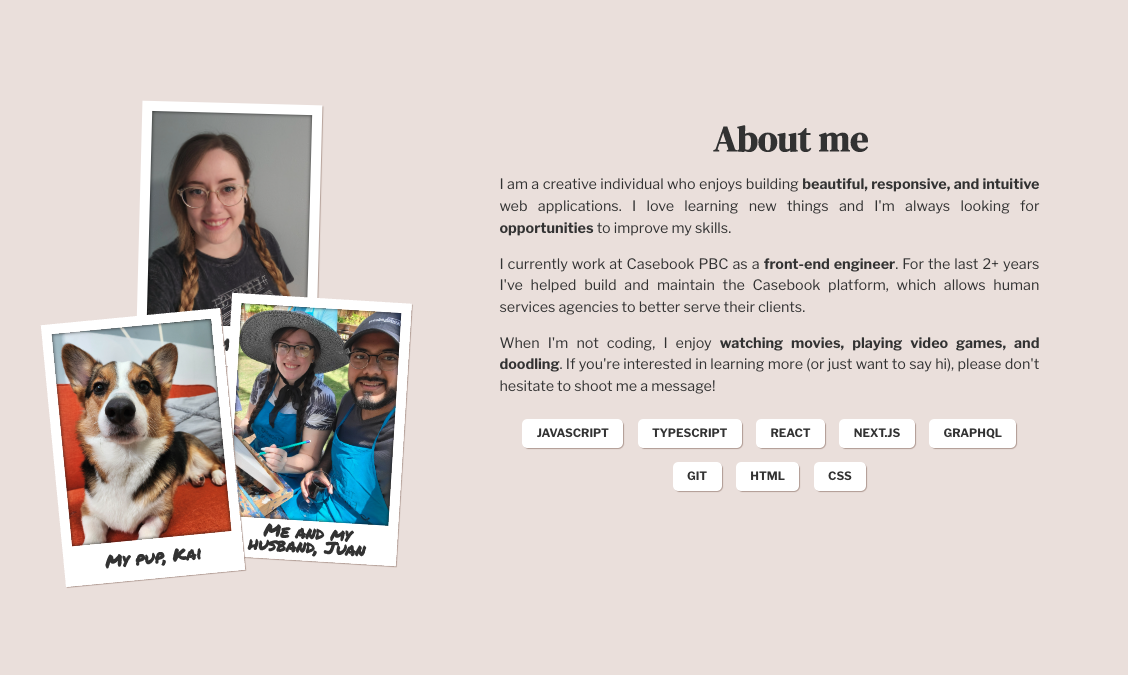 About me
I am a creative individual who enjoys building beautiful, responsive, and intuitive
web applications. I love learning new things and I'm always looking for
opportunities to improve my skills.
I currently work at Casebook PBC as a front-end engineer. For the last 2+ years
I've helped build and maintain the Casebook platform, which allows human
services agencies to better serve their clients.
When I'm not coding, I enjoy watching movies, playing video games, and
doodling. If you're interested in learning more (or just want to say hi), please don't
hesitate to shoot me a message!
JAVASCRIPT TYPESCRIPT REACT NEXT.JS GRAPHQL
GIT HTML CSS
My pup, Kai
Me and my
husband, Juan